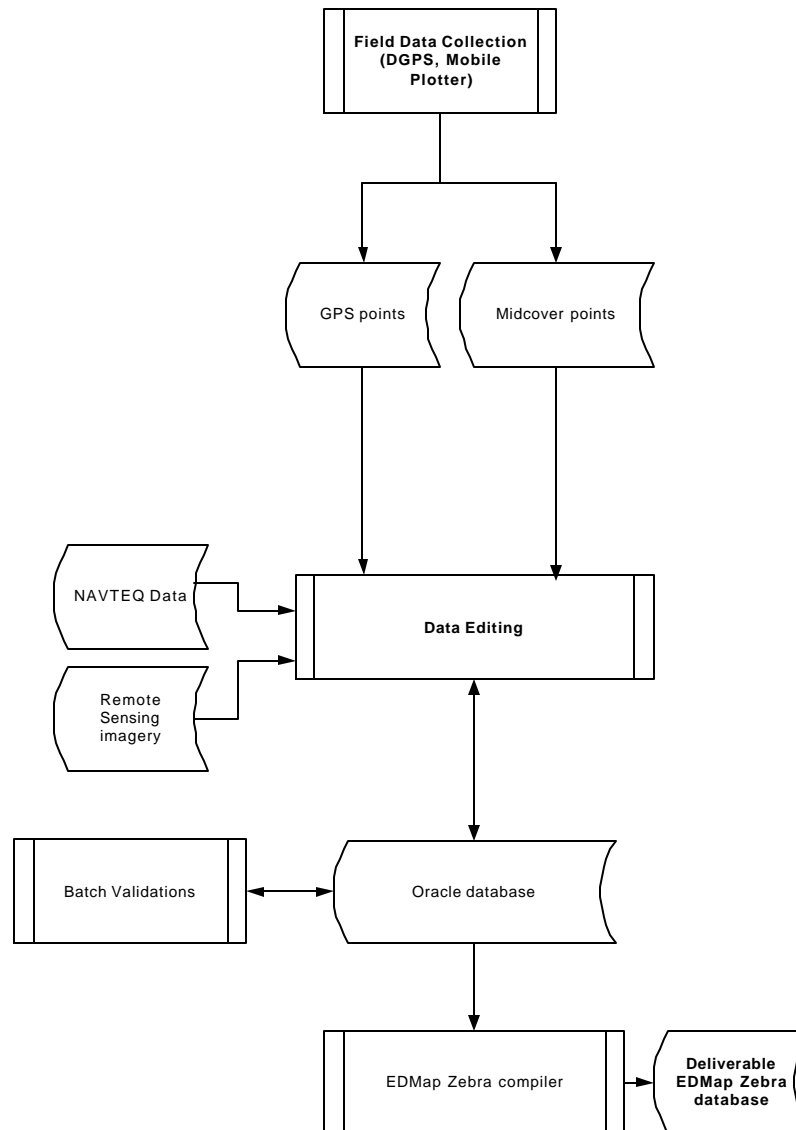 Field Data Collection
(DGPS, Mobile
Plotter)
GPS points
Midcover points
NAVTEQ Data
Data Editing
Remote
Sensing
imagery
Batch Validations
Oracle database
EDMap Zebra compiler
Deliverable
EDMap Zebra
database